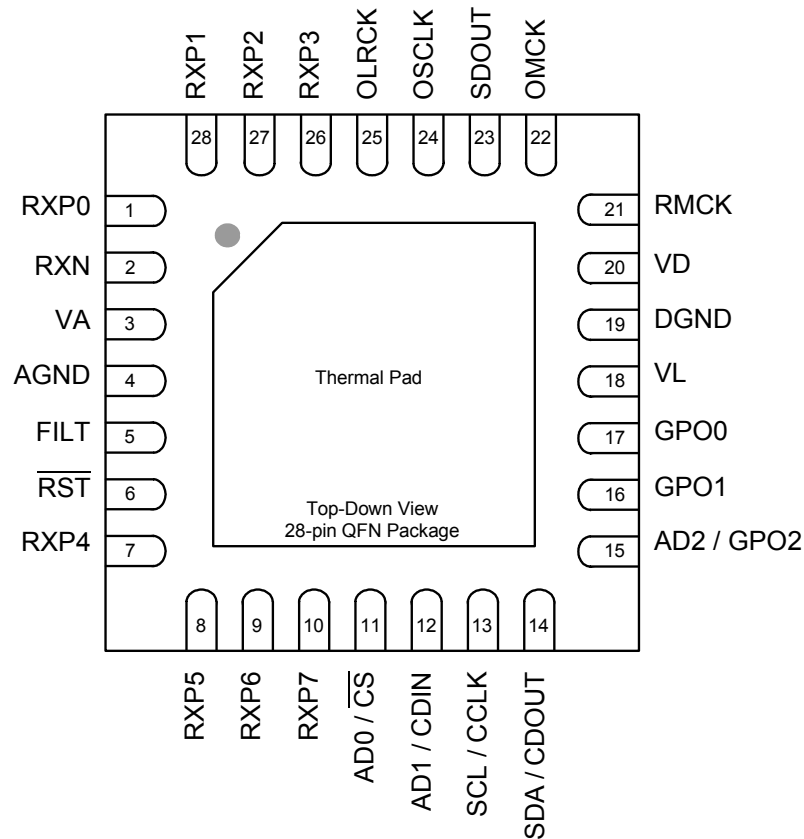 RXP1
RXP2
RXP3
OLRCK
OSCLK
SDOUT
OMCK
28
27
26
25
24
23
22
RXP0 1
RXN 2
VA 3
AGND 4
FILT 5
R̅S̅T̅ 6
RXP4 7
21 RMCK
20 VD
19 DGND
18 VL
17 GPO0
16 GPO1
15 AD2 / GPO2
Thermal Pad
Top-Down View
28-pin QFN Package
8
9
10
11
12
13
14
RXP5
RXP6
RXP7
AD0 / C̅S̅
AD1 / CDIN
SCL / CCLK
SDA / CDOUT